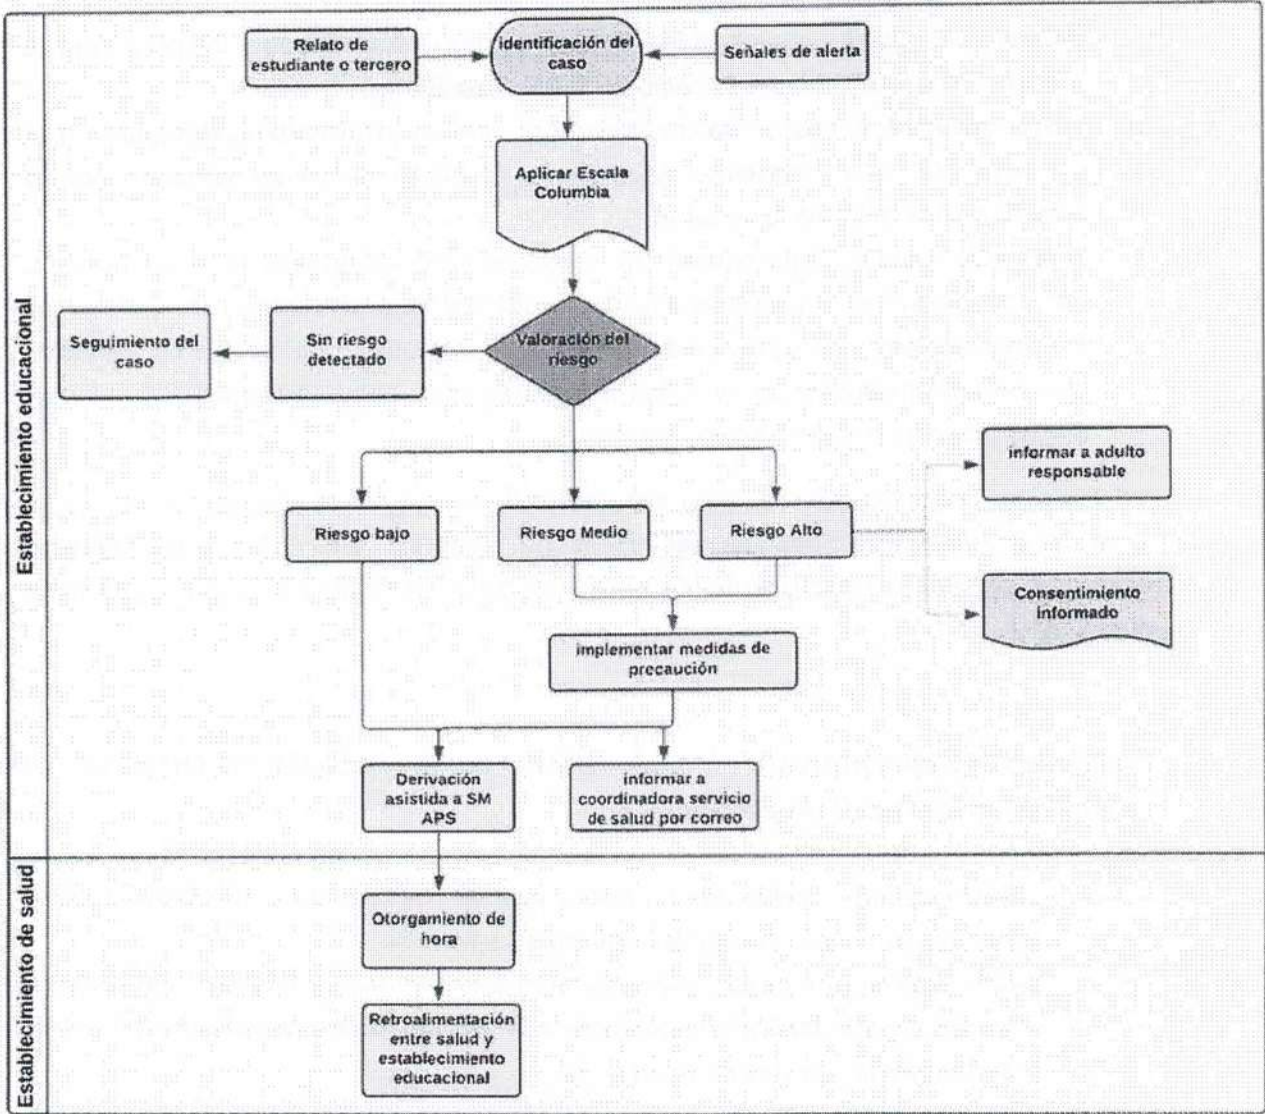 Establecimiento educacional
Relato de
estudiante o tercero
identificación del
caso
Señales de alerta
Aplicar Escala
Columbia
Valoración del
riesgo
Sin riesgo
detectado
Seguimiento del
caso
Riesgo bajo
Riesgo Medio
Riesgo Alto
informar a adulto
responsable
Consentimiento
informado
implementar medidas de
precaución
Derivación
asistida a SM
APS
informar a
coordinadora servicio
de salud por correo
Establecimiento de salud
Otorgamiento de
hora
Retroalimentación
entre salud y
establecimiento
educacional